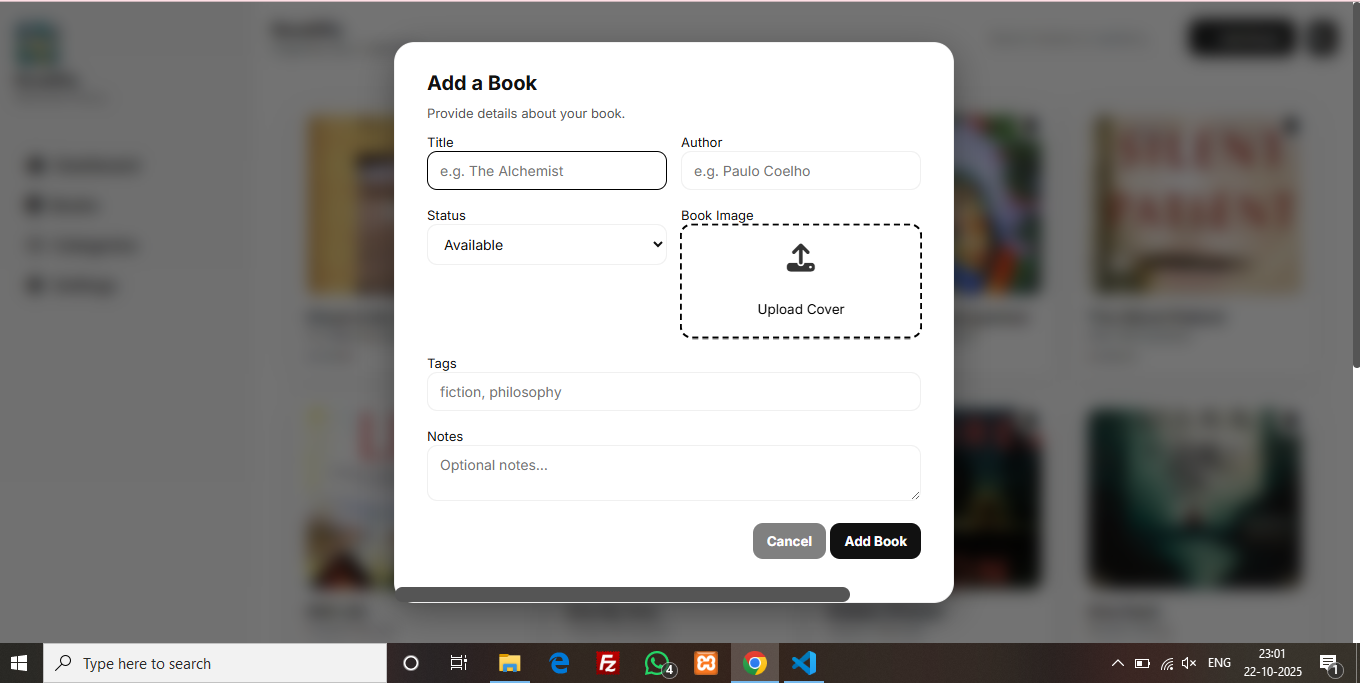 Add a Book
Provide details about your book.
Title
Author
e.g. The Alchemist
e.g. Paulo Coelho
Status
Book Image
Available
Upload Cover
Tags
fiction, philosophy
Notes
Optional notes...
Cancel
Add Book
Type here to search
4
ENG
23:01
22-10-2025
1